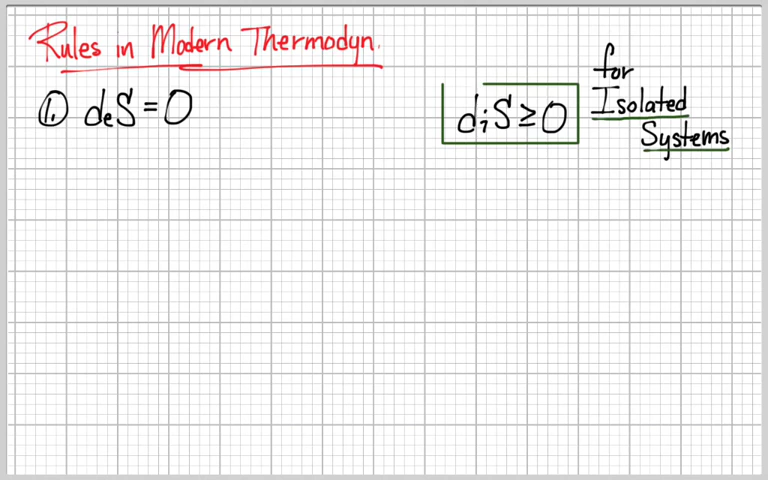 Rules in Modern Thermodyn.
①. dₑS = 0
dᵢS ≥ 0
for
Isolated
Systems